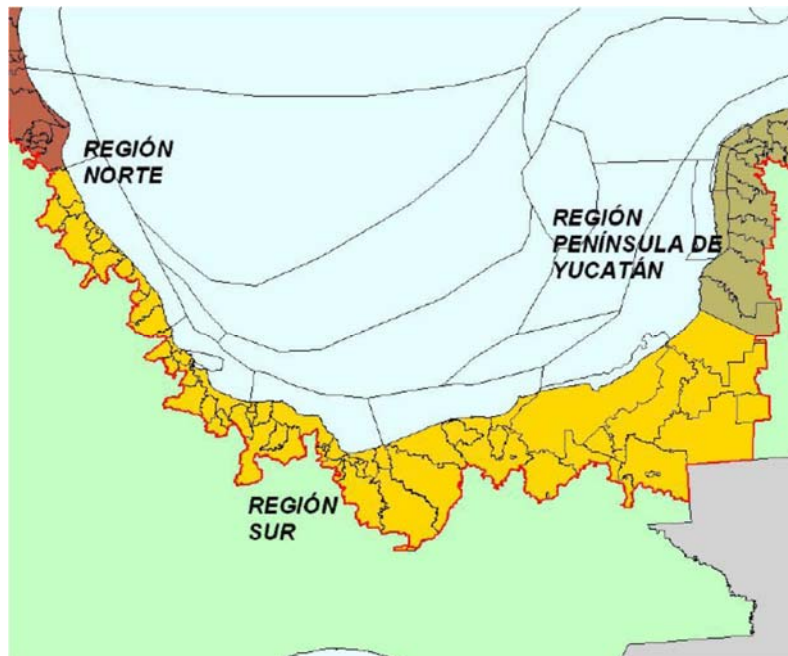 REGIÓN
NORTE
REGIÓN
PENÍNSULA DE
YUCATÁN
REGIÓN
SUR